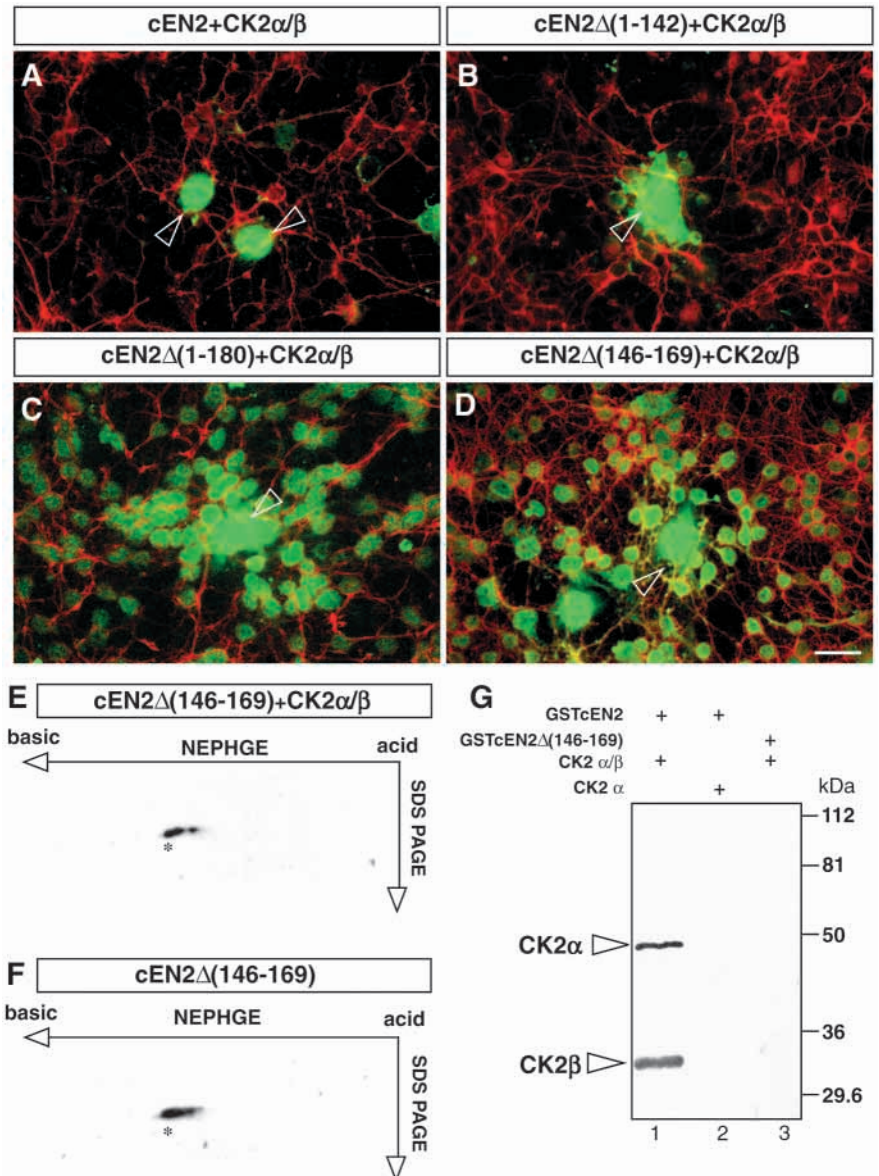 cEN2+CK2α/β
cEN2Δ(1-142)+CK2α/β
A
B
cEN2Δ(1-180)+CK2α/β
cEN2Δ(146-169)+CK2α/β
C
D
E
cEN2Δ(146-169)+CK2α/β
basic
NEPHGE
acid
SDS PAGE
*
F
cEN2Δ(146-169)
basic
NEPHGE
acid
SDS PAGE
*
G
GSTcEN2 + +
GSTcEN2Δ(146-169) +
CK2 α/β + +
CK2 α +
kDa
112
81
50
CK2α
36
CK2β
29.6
1 2 3